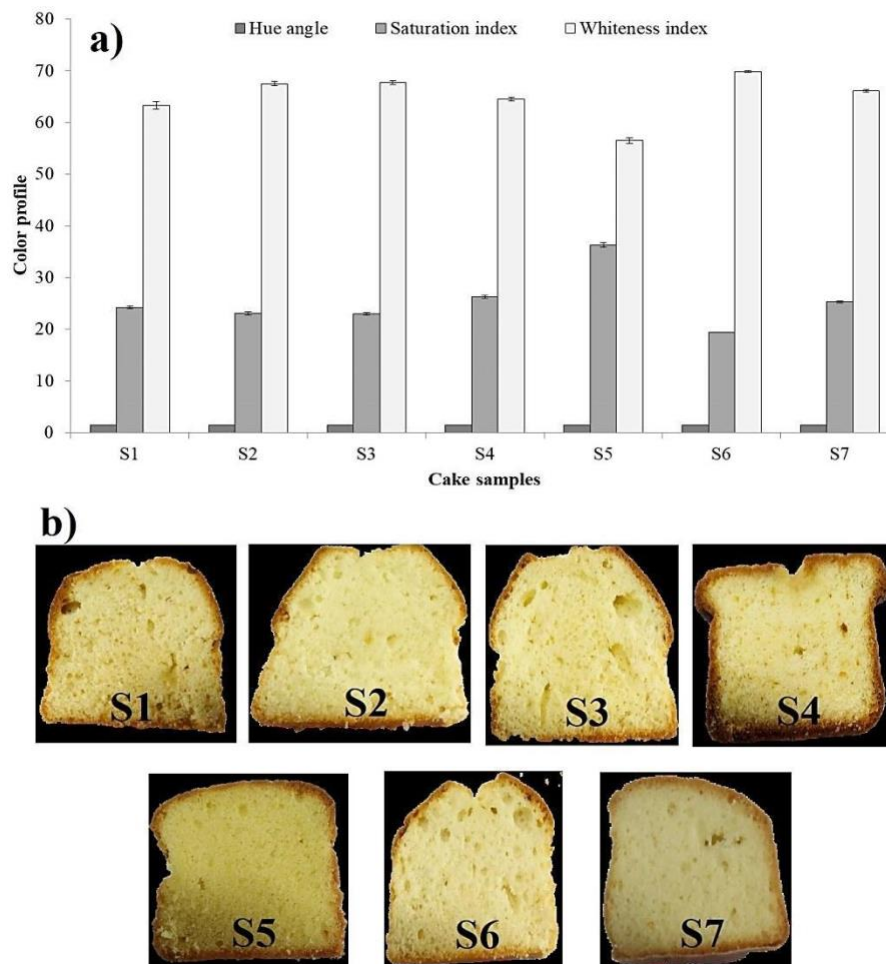 a)
Hue angle Saturation index Whiteness index
80
70
60
50
40
30
20
10
0
Color profile
S1 S2 S3 S4 S5 S6 S7
Cake samples
b)
S1 S2 S3 S4
S5 S6 S7